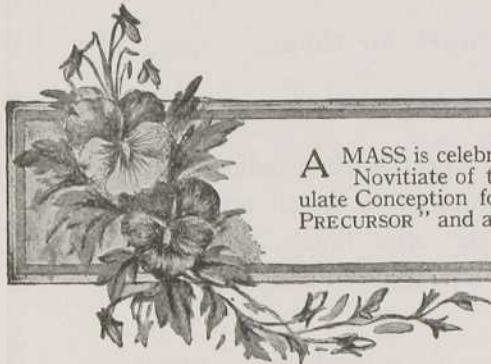 A MASS is celebr
Novitiate of t
ulate Conception fo
PRECURSOR " and a